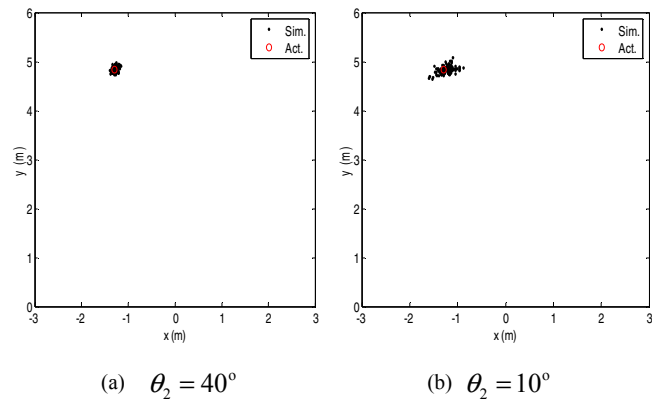 6
5
4
3
2
1
0
y (m)
-3 -2 -1 0 1 2 3
x (m)
Sim.
Act.
(a) θ₂ = 40°
6
5
4
3
2
1
0
y (m)
-3 -2 -1 0 1 2 3
x (m)
Sim.
Act.
(b) θ₂ = 10°